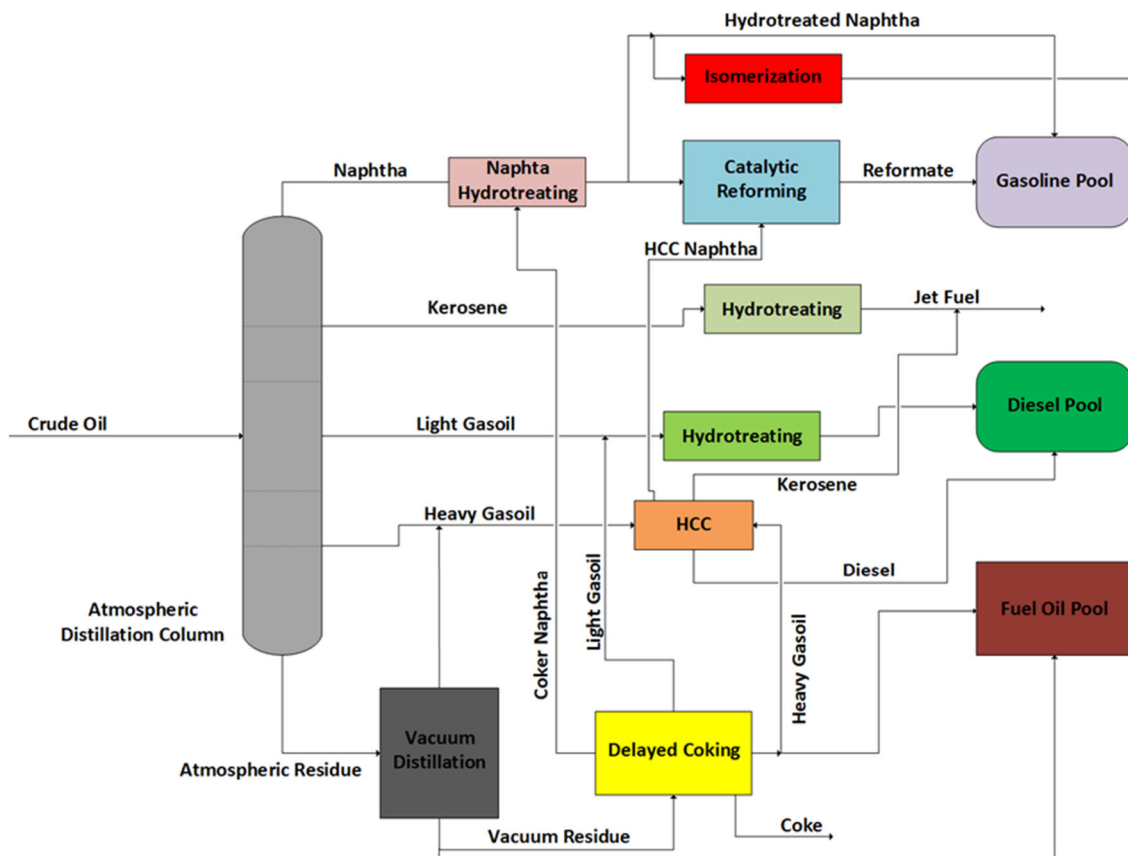 Hydrotreated Naphtha
Isomerization
Naphtha
Naphta
Hydrotreating
Catalytic
Reforming
Reformate
Gasoline Pool
HCC Naphtha
Kerosene
Hydrotreating
Jet Fuel
Crude Oil
Light Gasoil
Hydrotreating
Diesel Pool
Kerosene
Heavy Gasoil
HCC
Diesel
Light Gasoil
Coker Naphtha
Heavy Gasoil
Fuel Oil Pool
Atmospheric
Distillation Column
Vacuum
Distillation
Delayed Coking
Atmospheric Residue
Vacuum Residue
Coke